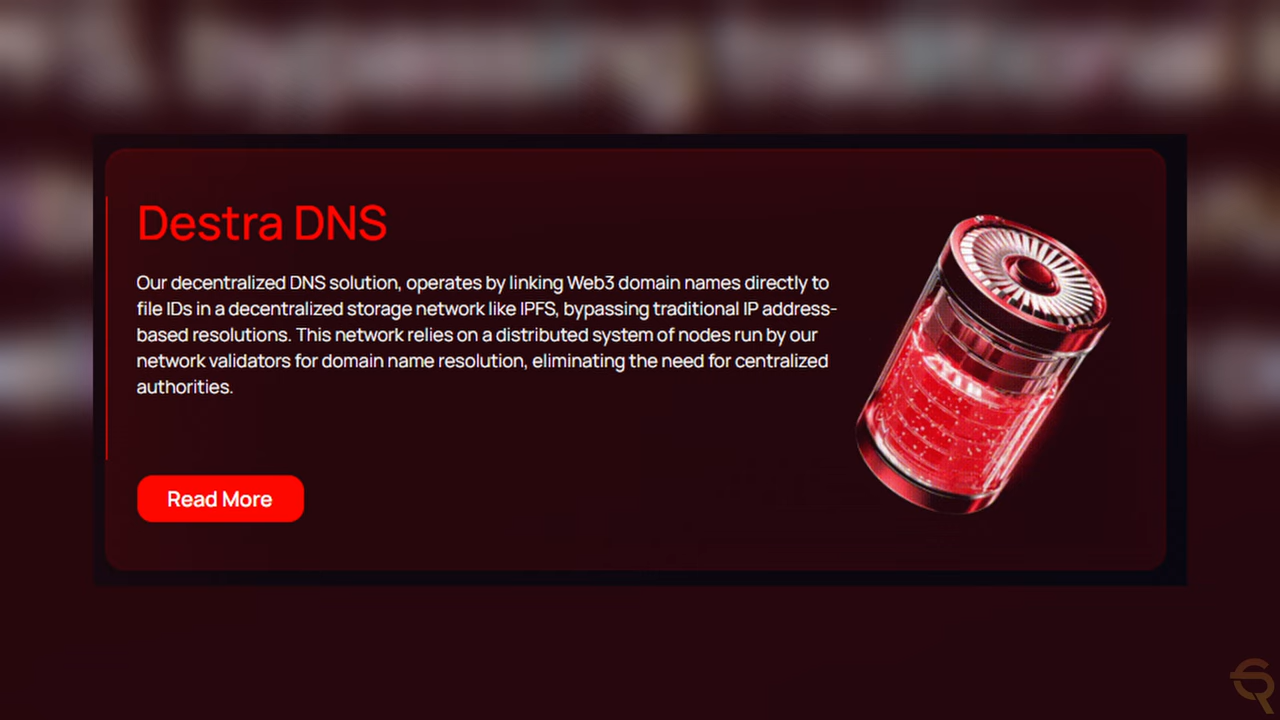 Destra DNS
Our decentralized DNS solution, operates by linking Web3 domain names directly to
file IDs in a decentralized storage network like IPFS, bypassing traditional IP address-
based resolutions. This network relies on a distributed system of nodes run by our
network validators for domain name resolution, eliminating the need for centralized
authorities.
Read More